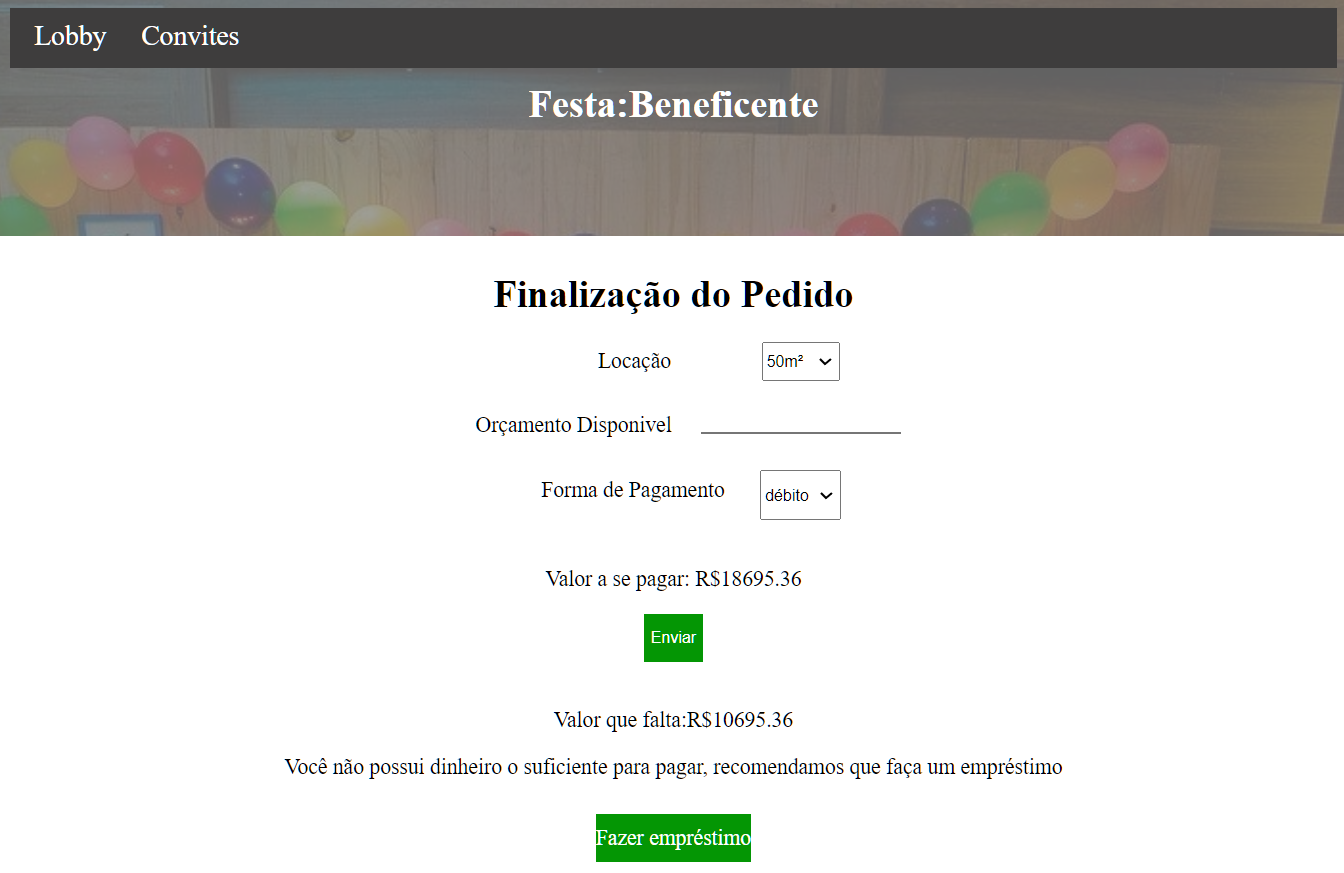 Lobby Convites
Festa:Beneficente
Finalização do Pedido
Locação 50m²
Orçamento Disponivel
Forma de Pagamento débito
Valor a se pagar: R$18695.36
Enviar
Valor que falta:R$10695.36
Você não possui dinheiro o suficiente para pagar, recomendamos que faça um empréstimo
Fazer empréstimo